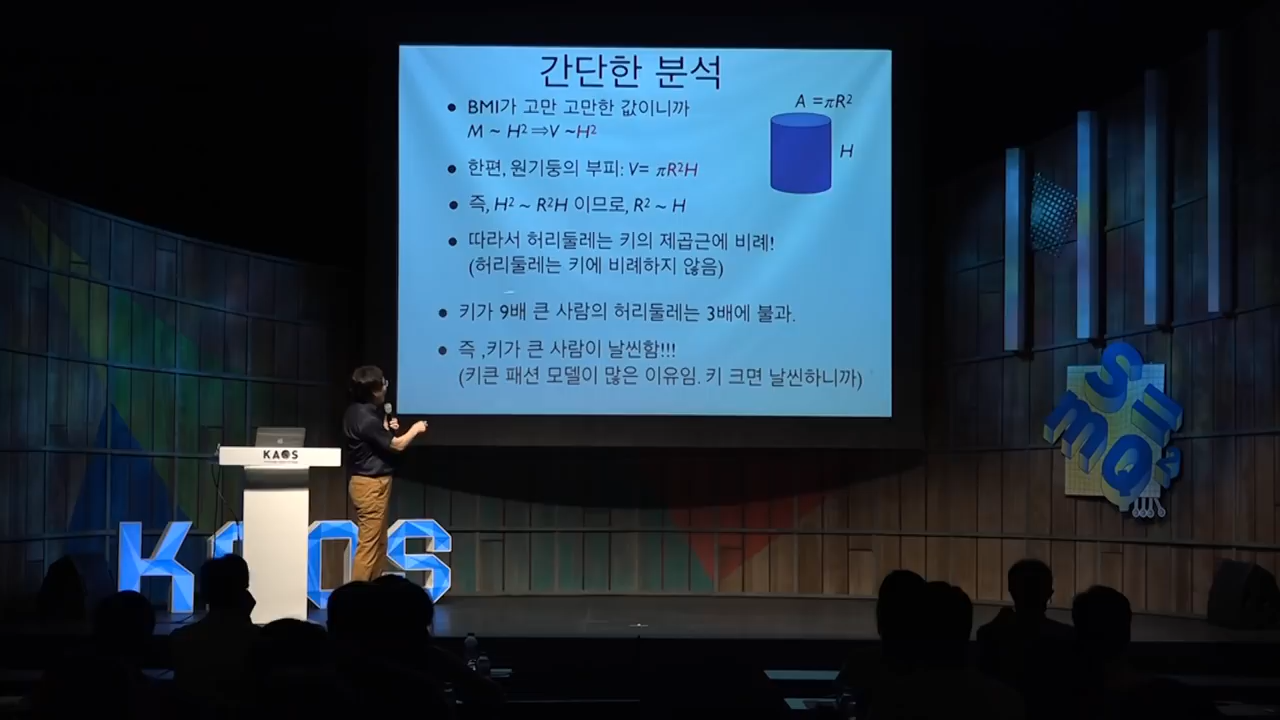 간단한 분석
• BMI가 고만 고만한 값이니까
M ~ H² ⇒V ~H²
A =πR²
H
• 한편, 원기둥의 부피: V= πR²H
• 즉, H² ~ R²H 이므로, R² ~ H
• 따라서 허리둘레는 키의 제곱근에 비례!
(허리둘레는 키에 비례하지 않음)
• 키가 9배 큰 사람의 허리둘레는 3배에 불과.
• 즉 ,키가 큰 사람이 날씬함!!!
(키큰 패션 모델이 많은 이유임. 키 크면 날씬하니까)
KAOS
KAOS